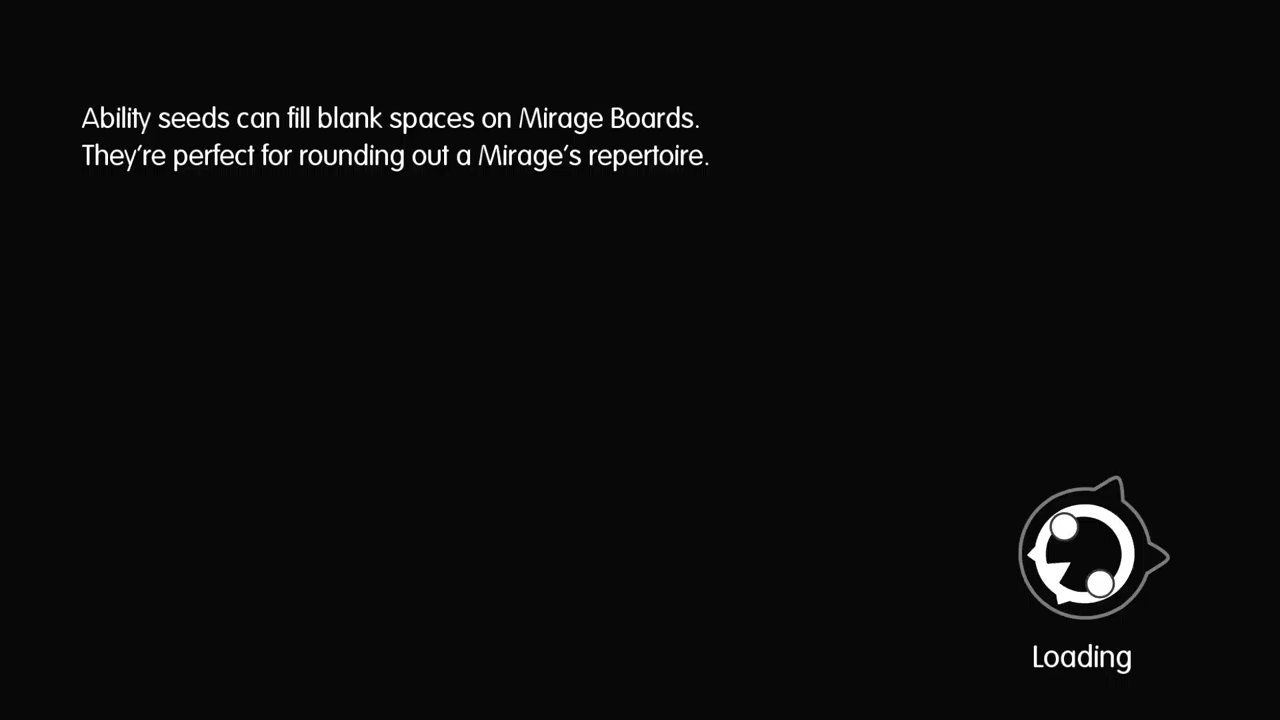 Ability seeds can fill blank spaces on Mirage Boards.
They're perfect for rounding out a Mirage's repertoire.
Loading